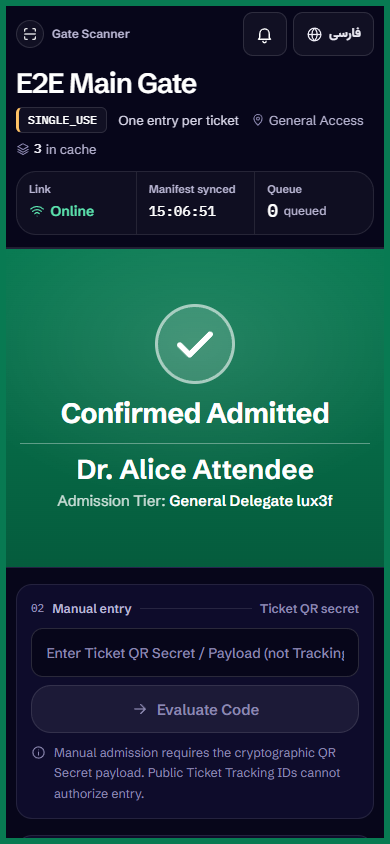 Gate Scanner
فارسی
E2E Main Gate
SINGLE_USE One entry per ticket General Access
3 in cache
Link Manifest synced Queue
Online 15:06:51 0 queued
Confirmed Admitted
Dr. Alice Attendee
Admission Tier: General Delegate lux3f
02 Manual entry Ticket QR secret
Enter Ticket QR Secret / Payload (not Tracking
Evaluate Code
Manual admission requires the cryptographic QR
Secret payload. Public Ticket Tracking IDs cannot
authorize entry.